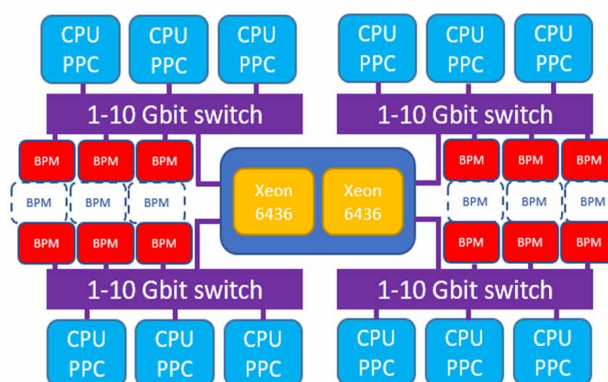 CPU PPC CPU PPC CPU PPC CPU PPC CPU PPC CPU PPC
1-10 Gbit switch 1-10 Gbit switch
BPM BPM BPM BPM BPM BPM
Xeon 6436 Xeon 6436
BPM BPM BPM BPM BPM BPM
BPM BPM BPM BPM BPM BPM
1-10 Gbit switch 1-10 Gbit switch
CPU PPC CPU PPC CPU PPC CPU PPC CPU PPC CPU PPC